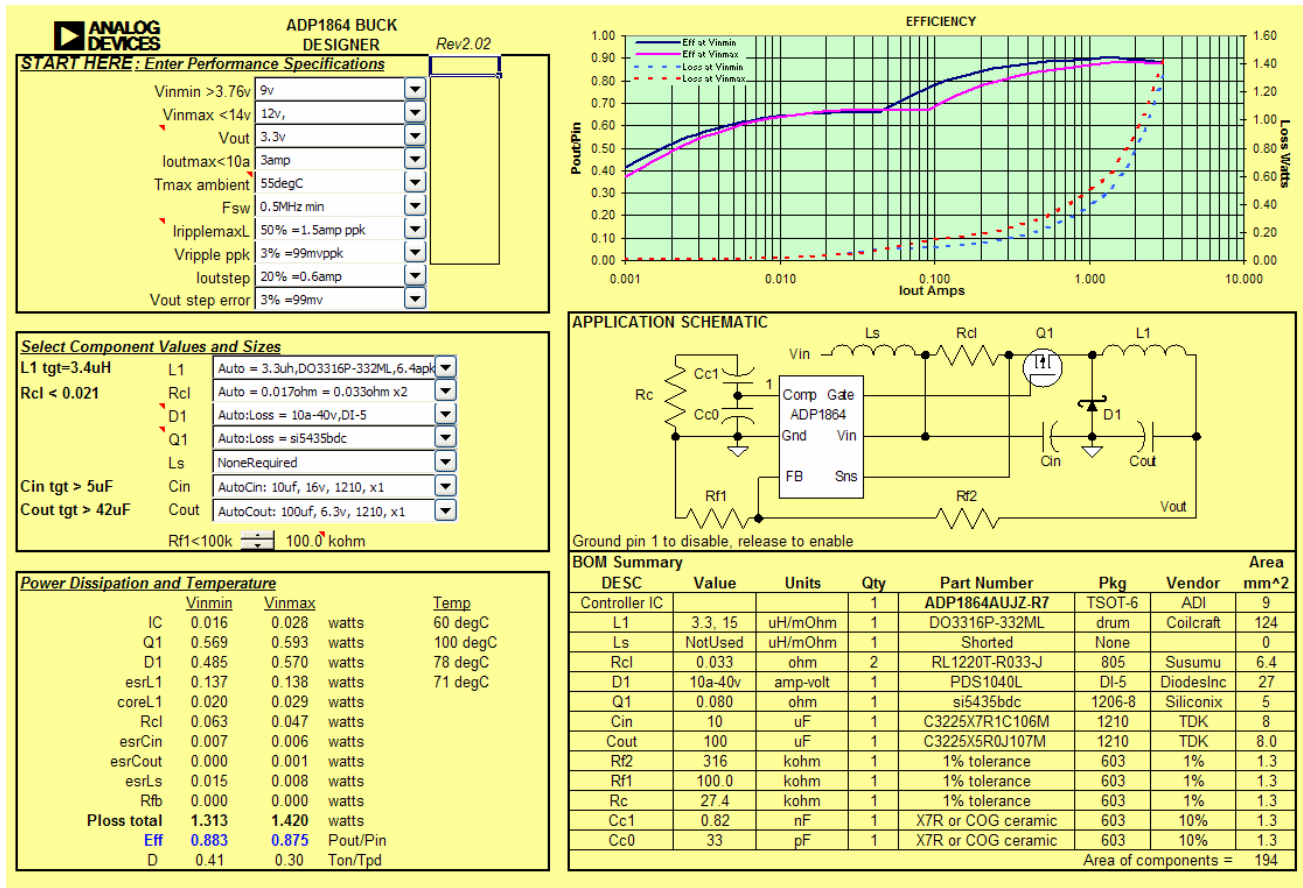 ANALOG
DEVICES
ADP1864 BUCK
DESIGNER
Rev2.02
START HERE: Enter Performance Specifications
Vinmin >3.76v 9v
Vinmax <14v 12v,
Vout 3.3v
Ioutmax<10a 3amp
Tmax ambient 55degC
Fsw 0.5MHz min
IripplemaxL 50% =1.5amp ppk
Vripple ppk 3% =99mvppk
Ioutstep 20% =0.6amp
Vout step error 3% =99mv
Select Component Values and Sizes
L1 tgt=3.4uH L1 Auto = 3.3uh,DO3316P-332ML,6.4apk
Rcl < 0.021 Rcl Auto = 0.017ohm = 0.033ohm x2
D1 Auto:Loss = 10a-40v,DI-5
Q1 Auto:Loss = si5435bdc
Ls NoneRequired
Cin tgt > 5uF Cin AutoCin: 10uf, 16v, 1210, x1
Cout tgt > 42uF Cout AutoCout: 100uf, 6.3v, 1210, x1
Rf1<100k 100.0 kohm
Power Dissipation and Temperature
Vinmin Vinmax Temp
IC 0.016 0.028 watts 60 degC
Q1 0.569 0.593 watts 100 degC
D1 0.485 0.570 watts 78 degC
esrL1 0.137 0.138 watts 71 degC
coreL1 0.020 0.029 watts
Rcl 0.063 0.047 watts
esrCin 0.007 0.006 watts
esrCout 0.000 0.001 watts
esrLs 0.015 0.008 watts
Rfb 0.000 0.000 watts
Ploss total 1.313 1.420 watts
Eff 0.883 0.875 Pout/Pin
D 0.41 0.30 Ton/Tpd
EFFICIENCY
Eff at Vinmin
Eff at Vinmax
Loss at Vinmin
Loss at Vinmax
Pout/Pin
1.00
0.90
0.80
0.70
0.60
0.50
0.40
0.30
0.20
0.10
0.00
1.60
1.40
1.20
1.00
0.80
0.60
0.40
0.20
0.00
Loss Watts
0.001 0.010 0.100 1.000 10.000
Iout Amps
APPLICATION SCHEMATIC
Ls Rcl Q1 L1
Vin
Cc1
Rc
1
Comp Gate
Cc0
ADP1864
D1
Gnd Vin
Cin Cout
FB Sns
Rf1 Rf2
Vout
Ground pin 1 to disable, release to enable
BOM Summary Area
DESC Value Units Qty Part Number Pkg Vendor mm^2
Controller IC 1 ADP1864AUJZ-R7 TSOT-6 ADI 9
L1 3.3, 15 uH/mOhm 1 DO3316P-332ML drum Coilcraft 124
Ls NotUsed uH/mOhm 1 Shorted None 0
Rcl 0.033 ohm 2 RL1220T-R033-J 805 Susumu 6.4
D1 10a-40v amp-volt 1 PDS1040L DI-5 DiodesInc 27
Q1 0.080 ohm 1 si5435bdc 1206-8 Siliconix 5
Cin 10 uF 1 C3225X7R1C106M 1210 TDK 8
Cout 100 uF 1 C3225X5R0J107M 1210 TDK 8.0
Rf2 316 kohm 1 1% tolerance 603 1% 1.3
Rf1 100.0 kohm 1 1% tolerance 603 1% 1.3
Rc 27.4 kohm 1 1% tolerance 603 1% 1.3
Cc1 0.82 nF 1 X7R or COG ceramic 603 10% 1.3
Cc0 33 pF 1 X7R or COG ceramic 603 10% 1.3
Area of components = 194